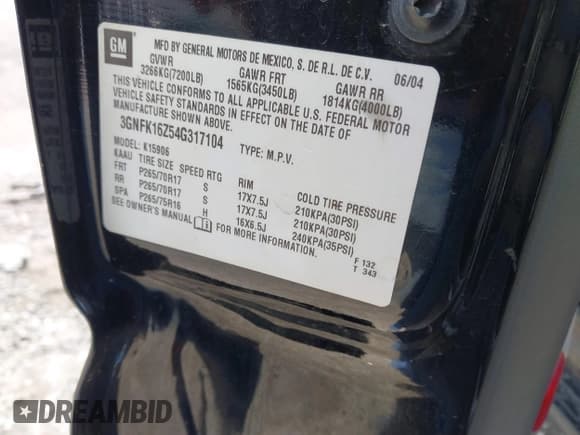 GM
MFD BY GENERAL MOTORS DE MEXICO, S. DE R.L. DE C.V. 06/04
GVWR GAWR FRT GAWR RR
3266KG(7200LB) 1565KG(3450LB) 1814KG(4000LB)
THIS VEHICLE CONFORMS TO ALL APPLICABLE U.S. FEDERAL MOTOR
VEHICLE SAFETY STANDARDS IN EFFECT ON THE DATE OF
MANUFACTURE SHOWN ABOVE.
3GNFK16Z54G317104 TYPE: M.P.V.
MODEL: K15906
KAAU TIRE SIZE SPEED RTG RIM COLD TIRE PRESSURE
FRT P265/70R17 S 17X7.5J 210KPA(30PSI)
RR P265/70R17 S 17X7.5J 210KPA(30PSI)
SPA P265/75R16 H 16X6.5J 240KPA(35PSI)
SEE OWNER'S MANUAL FOR MORE INFORMATION.
F 132
T 343
DREAMBID